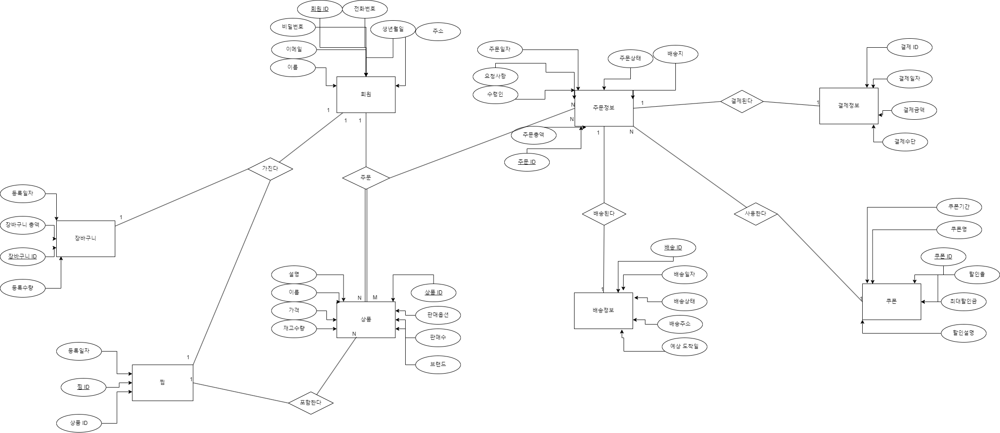 회원 ID
전화번호
비밀번호
생년월일
주소
이메일
이름
회원
1
1
1
주문일자
주문상태
배송지
요청사항
수령인
주문정보
N
N
1
1
N
주문총액
주문 ID
결제된다
1
결제 ID
결제일자
결제정보
결제금액
결제수단
가진다
주문
등록일자
장바구니 총액
장바구니
장바구니 ID
등록수량
1
배송된다
사용한다
쿠폰기간
쿠폰명
쿠폰 ID
할인율
최대할인금
할인설명
쿠폰
1
배송 ID
배송일자
배송상태
배송주소
예상 도착일
배송정보
1
설명
이름
가격
재고수량
N
M
상품 ID
상품
판매옵션
판매수
브랜드
N
등록일자
찜 ID
상품 ID
찜
1
1
포함한다